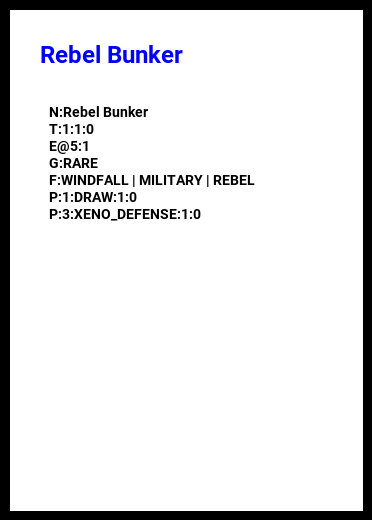 Rebel Bunker
N:Rebel Bunker
T:1:1:0
E@5:1
G:RARE
F:WINDFALL | MILITARY | REBEL
P:1:DRAW:1:0
P:3:XENO_DEFENSE:1:0